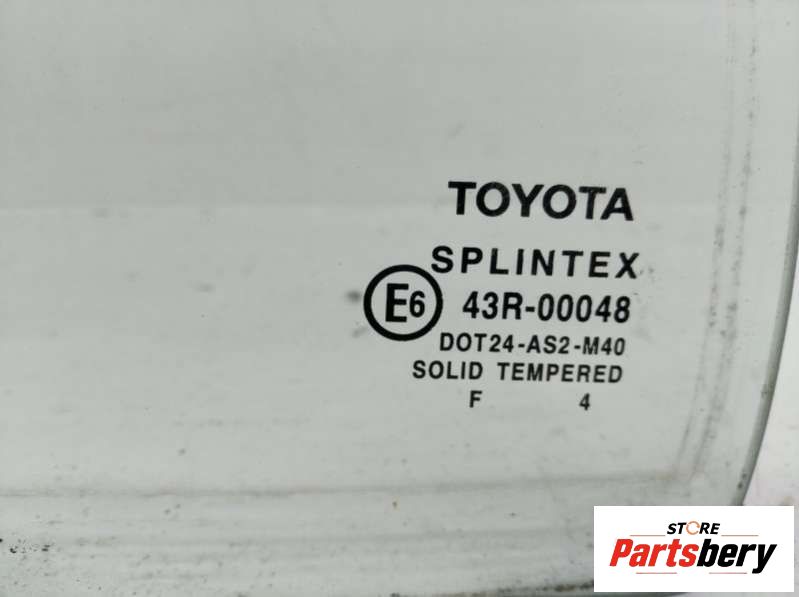 TOYOTA
SPLINTEX
E6 43R-00048
DOT24-AS2-M40
SOLID TEMPERED
F 4
STORE
Partsbery